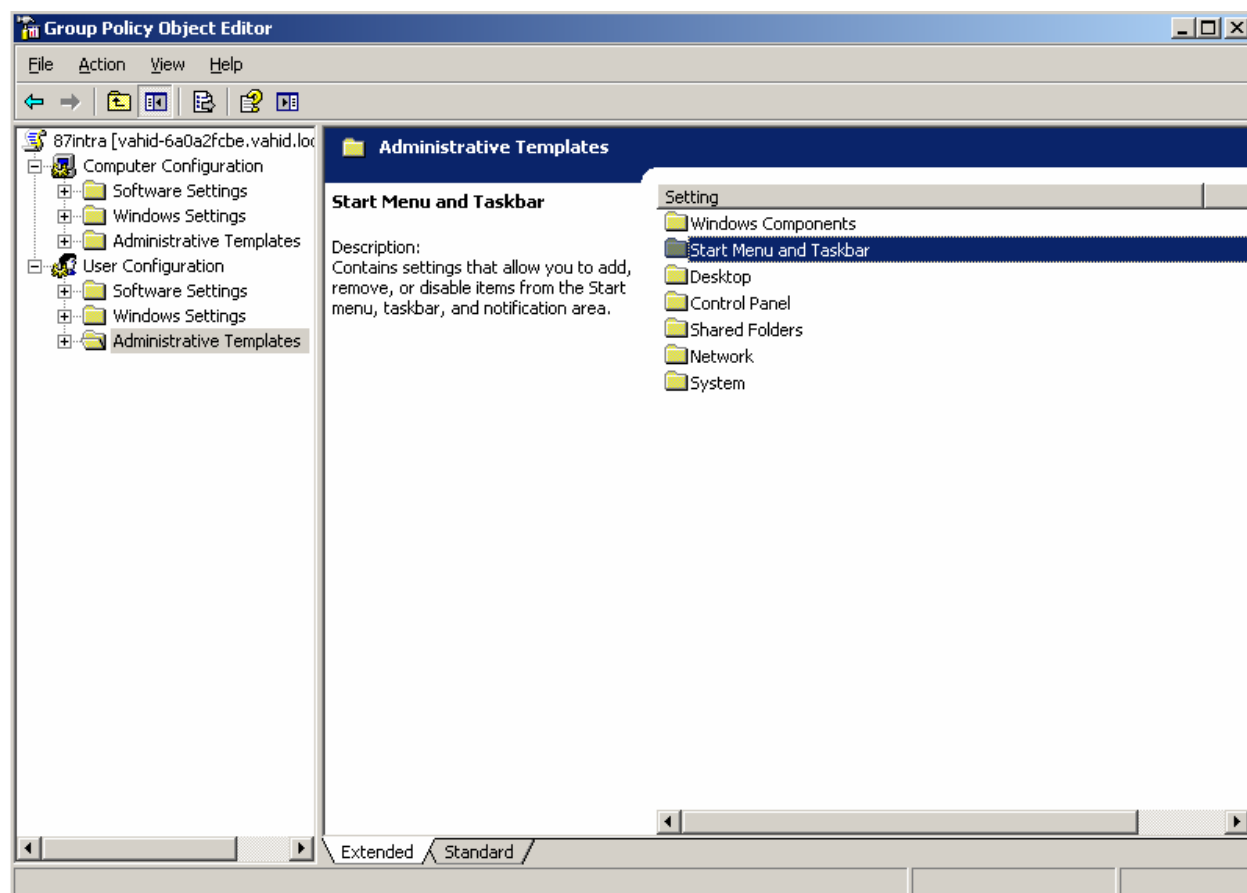 Group Policy Object Editor
File Action View Help
87intra [vahid-6a0a2fcbe.vahid.loc
Computer Configuration
Software Settings
Windows Settings
Administrative Templates
User Configuration
Software Settings
Windows Settings
Administrative Templates
Administrative Templates
Start Menu and Taskbar
Description:
Contains settings that allow you to add,
remove, or disable items from the Start
menu, taskbar, and notification area.
Setting
Windows Components
Start Menu and Taskbar
Desktop
Control Panel
Shared Folders
Network
System
Extended Standard